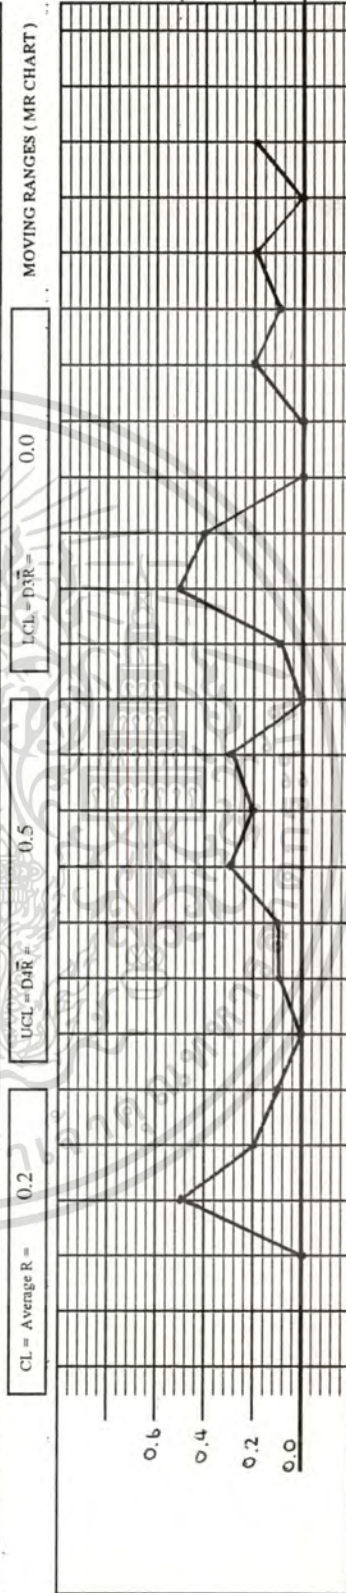 CL = Average R = 0.2
UCL = D4R̄ = 0.5
LCL = D3R̄ = 0.0
MOVING RANGES ( MR CHART )
0.6
0.4
0.2
0.0